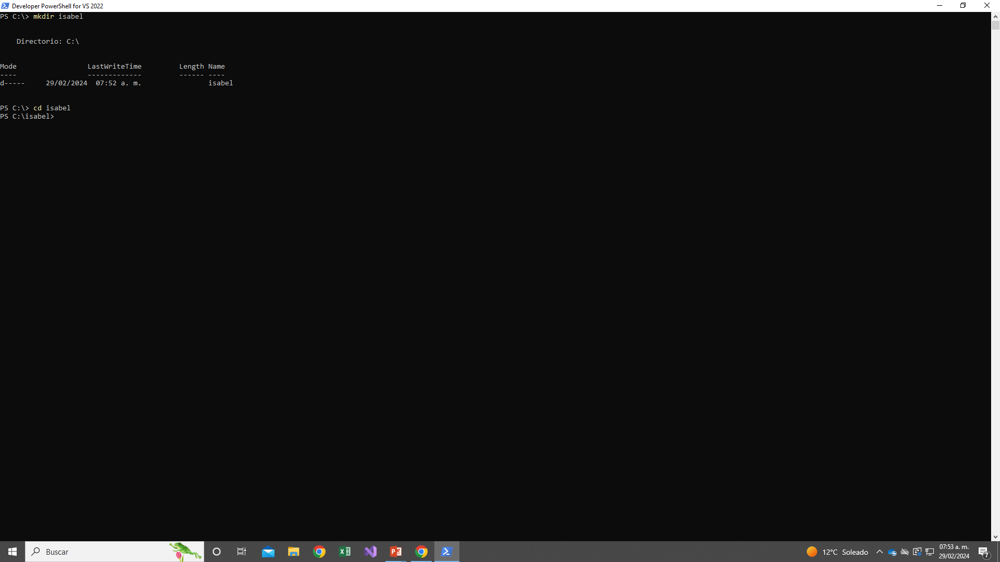 Developer PowerShell for VS 2022
PS C:\> mkdir isabel
Directorio: C:\
Mode                 LastWriteTime         Length Name
----                 -------------         ------ ----
d-----     29/02/2024  07:52 a. m.                isabel
PS C:\> cd isabel
PS C:\isabel>
Buscar
12°C Soleado
07:53 a. m.
29/02/2024
7